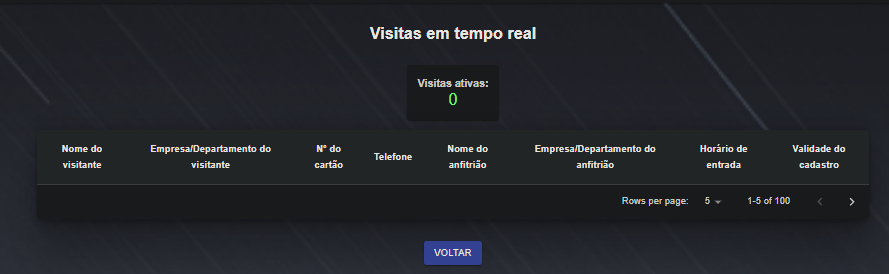 Visitas em tempo real
Visitas ativas:
0
Nome do visitante
Empresa/Departamento do visitante
Nº do cartão
Telefone
Nome do anfitrião
Empresa/Departamento do anfitrião
Horário de entrada
Validade do cadastro
Rows per page: 5 1-5 of 100
VOLTAR